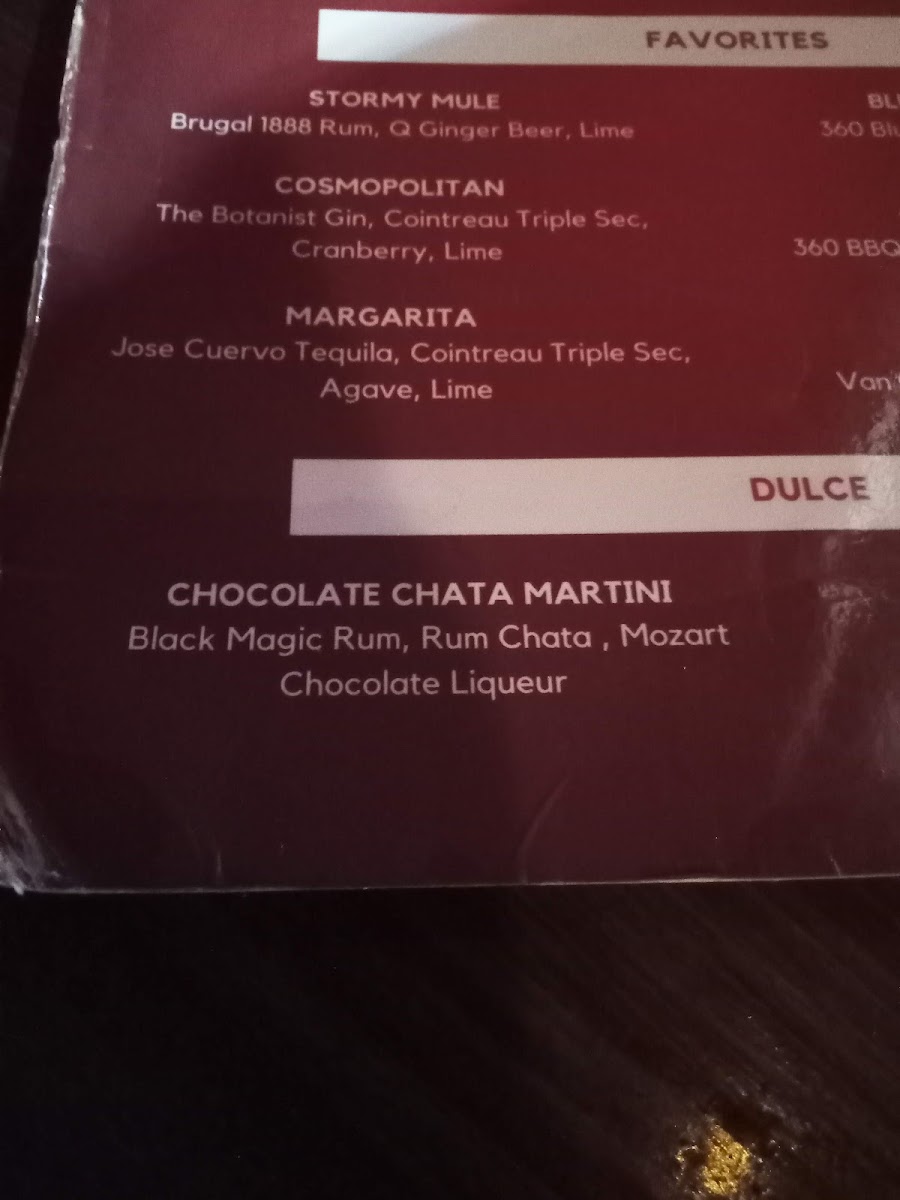 FAVORITES
STORMY MULE
Brugal 1888 Rum, Q Ginger Beer, Lime
COSMOPOLITAN
The Botanist Gin, Cointreau Triple Sec,
Cranberry, Lime
MARGARITA
Jose Cuervo Tequila, Cointreau Triple Sec,
Agave, Lime
360
360 BBQ
Van
DULCE
CHOCOLATE CHATA MARTINI
Black Magic Rum, Rum Chata , Mozart
Chocolate Liqueur